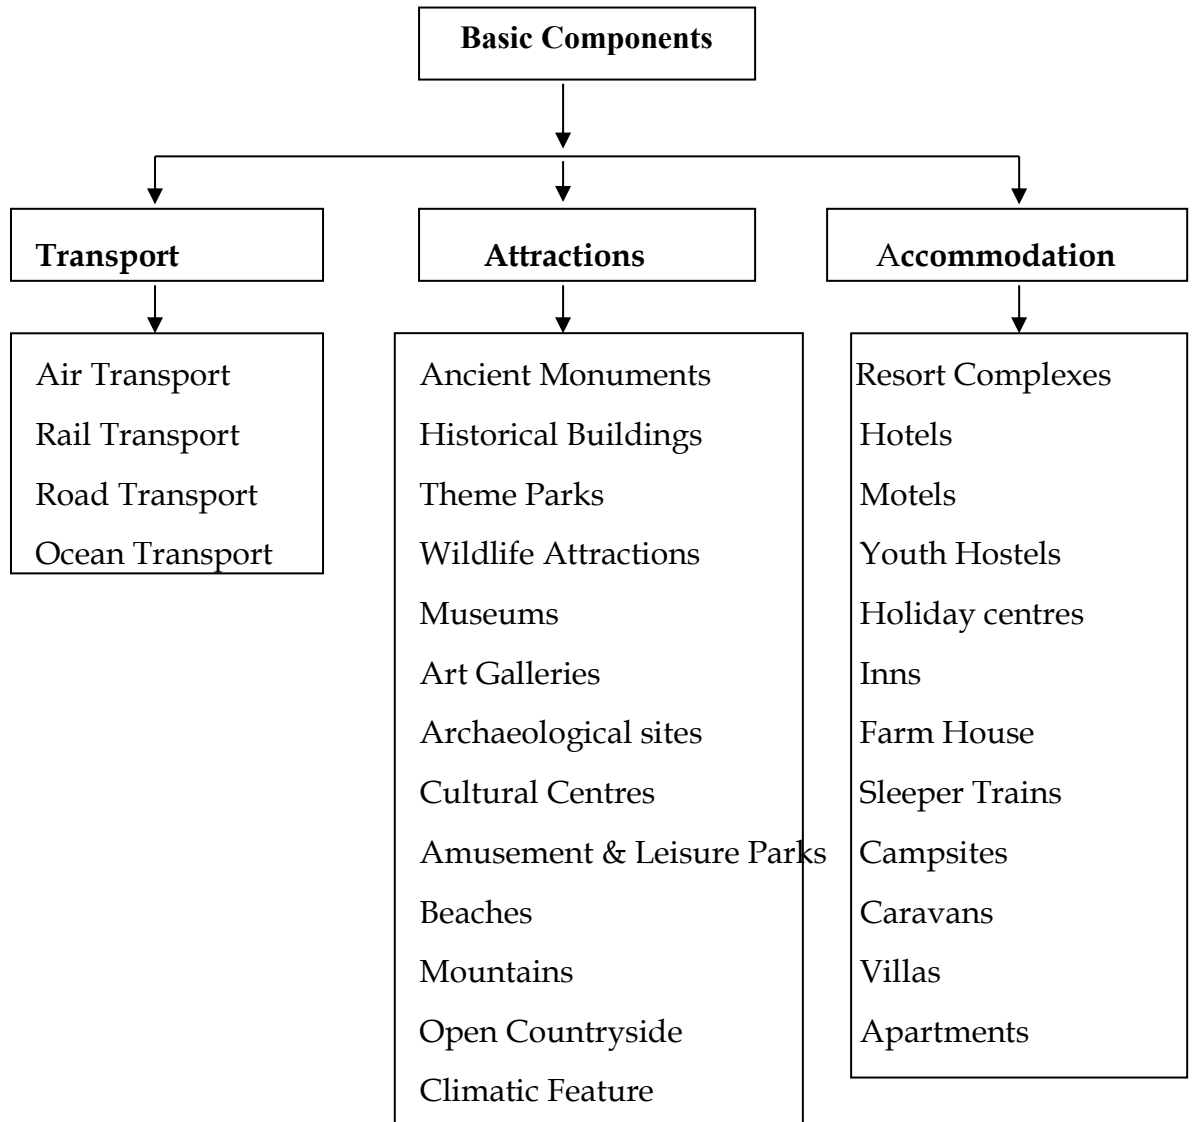 Basic Components
Transport
Attractions
Accommodation
Air Transport
Rail Transport
Road Transport
Ocean Transport
Ancient Monuments
Historical Buildings
Theme Parks
Wildlife Attractions
Museums
Art Galleries
Archaeological sites
Cultural Centres
Amusement & Leisure Parks
Beaches
Mountains
Open Countryside
Climatic Feature
Resort Complexes
Hotels
Motels
Youth Hostels
Holiday centres
Inns
Farm House
Sleeper Trains
Campsites
Caravans
Villas
Apartments